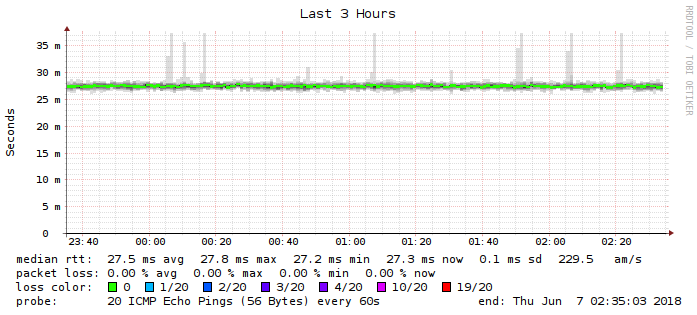 Last 3 Hours
RRDTOOL / TOBI OETIKER
Seconds
35 m
30 m
25 m
20 m
15 m
10 m
5 m
0
23:40 00:00 00:20 00:40 01:00 01:20 01:40 02:00 02:20
median rtt: 27.5 ms avg 27.8 ms max 27.2 ms min 27.3 ms now 0.1 ms sd 229.5 am/s
packet loss: 0.00 % avg 0.00 % max 0.00 % min 0.00 % now
loss color: 0 1/20 2/20 3/20 4/20 10/20 19/20
probe: 20 ICMP Echo Pings (56 Bytes) every 60s end: Thu Jun 7 02:35:03 2018